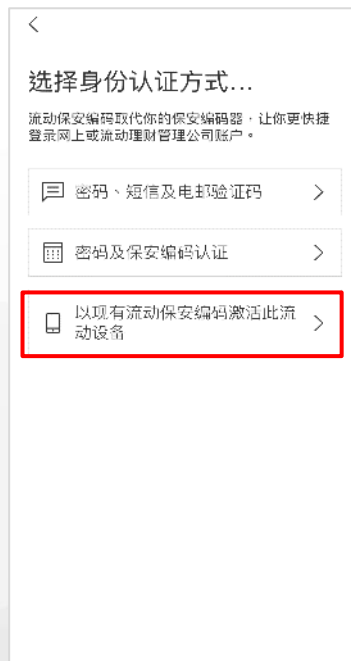 选择身份认证方式...
流动保安编码取代你的保安编码器，让你更快捷
登录网上或流动理财管理公司账户。
密码、短信及电邮验证码
密码及保安编码认证
以现有流动保安编码激活此流
动设备